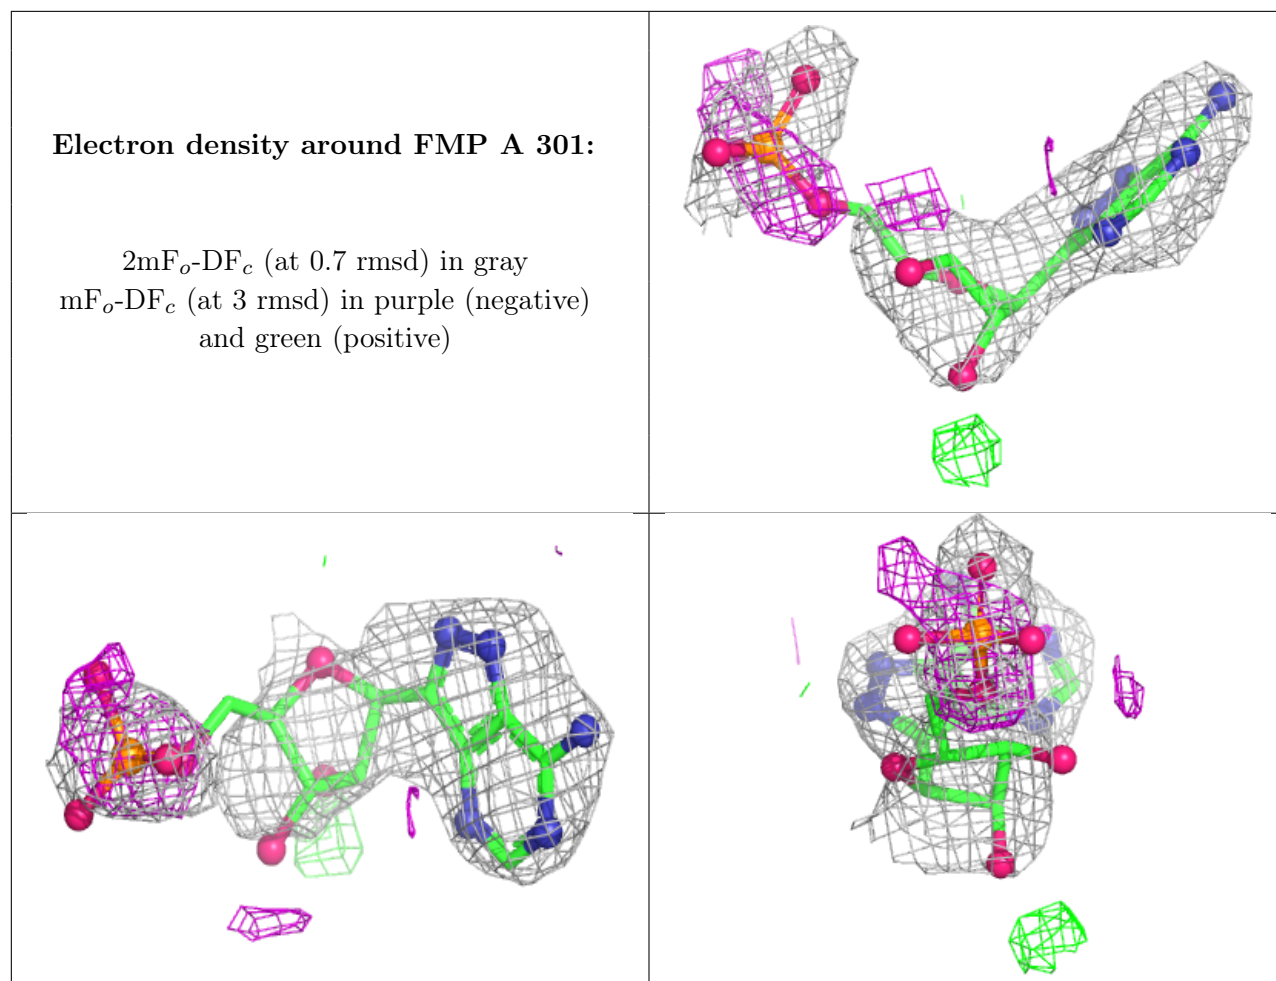 Electron density around FMP A 301:
2mFₒ-DF𝒸 (at 0.7 rmsd) in gray
mFₒ-DF𝒸 (at 3 rmsd) in purple (negative)
and green (positive)